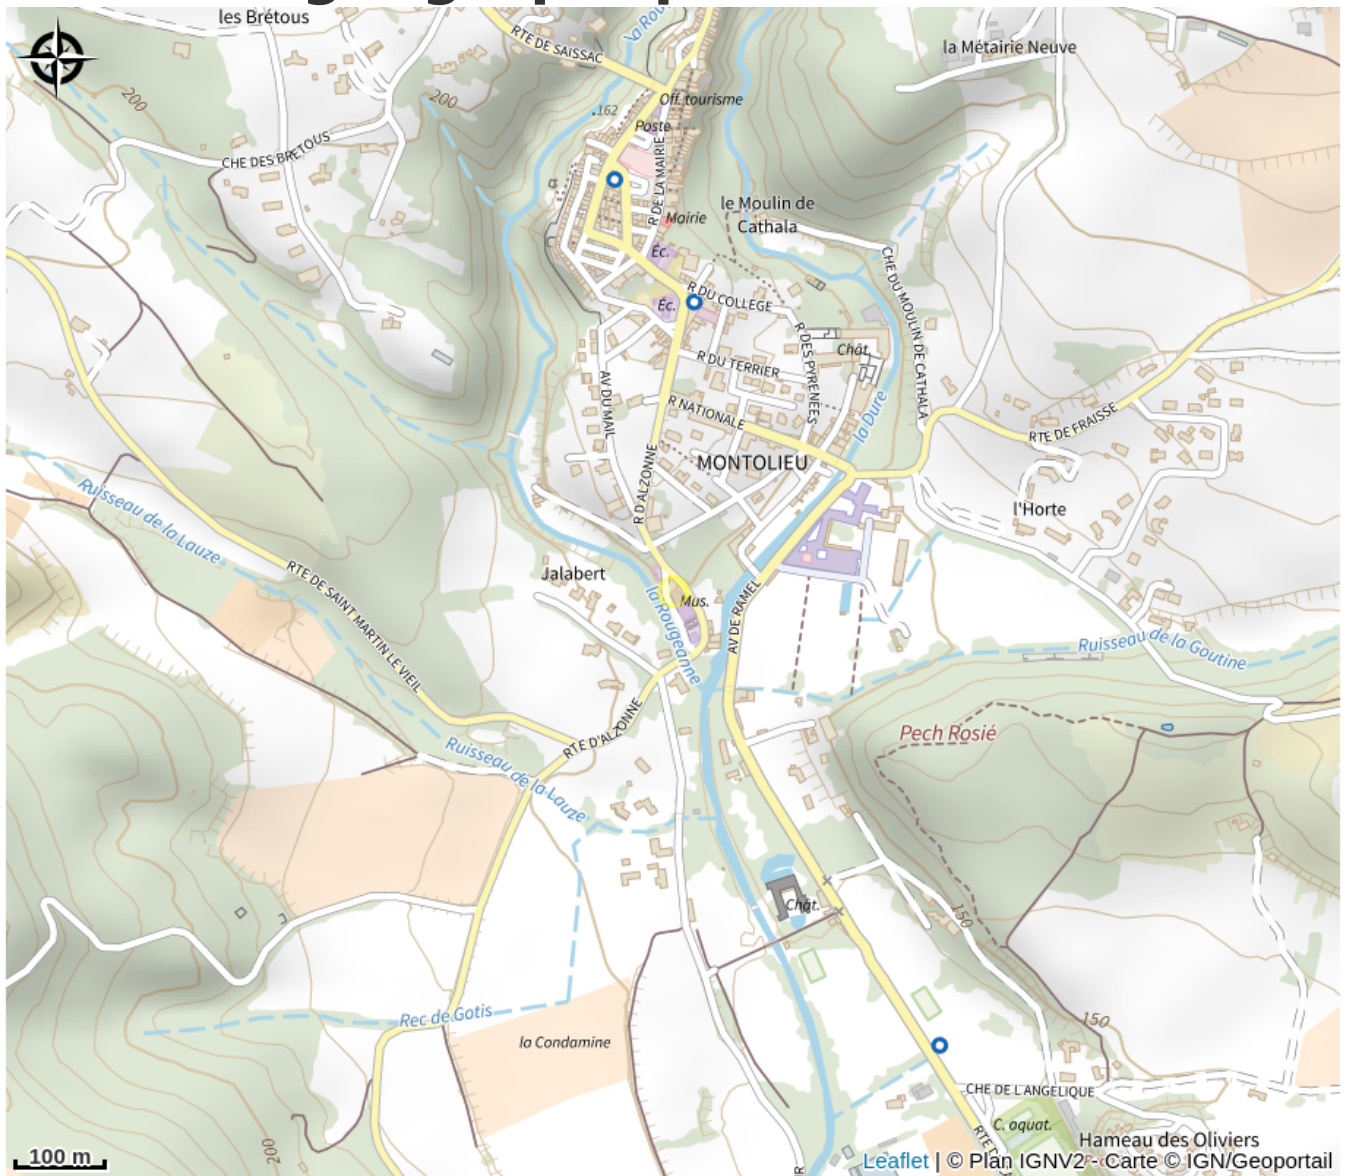 les Brétous
RTE DE SAISSAC
la Métairie Neuve
200
200
.162
Off. tourisme
Poste
CHE DES BRETOUS
R DE LA MAIRIE
le Moulin de
Cathala
Mairie
Éc.
CHE DU MOULIN DE CATHALA
R DU COLLEGE
Éc.
R DES PYRENEES
Chât.
R DU TERRIER
AV DU MAIL
R NATIONALE
la Dure
RTE DE FRAISSE
MONTOLIEU
R D'ALZONNE
Ruisseau de la Lauze
l'Horte
RTE DE SAINT MARTIN LE VIEIL
Jalabert
Mus.
la Rougeanne
AV DE RAMEL
Ruisseau de la Goutine
RTE D'ALZONNE
Pech Rosié
Ruisseau de la Lauze
Chât.
150
Rec de Gotis
150
la Condamine
CHE DE L ANGELIQUE
C. aquat.
Hameau des Oliviers
200
100 m
Leaflet | © Plan IGNV2 - Carte © IGN/Geoportail